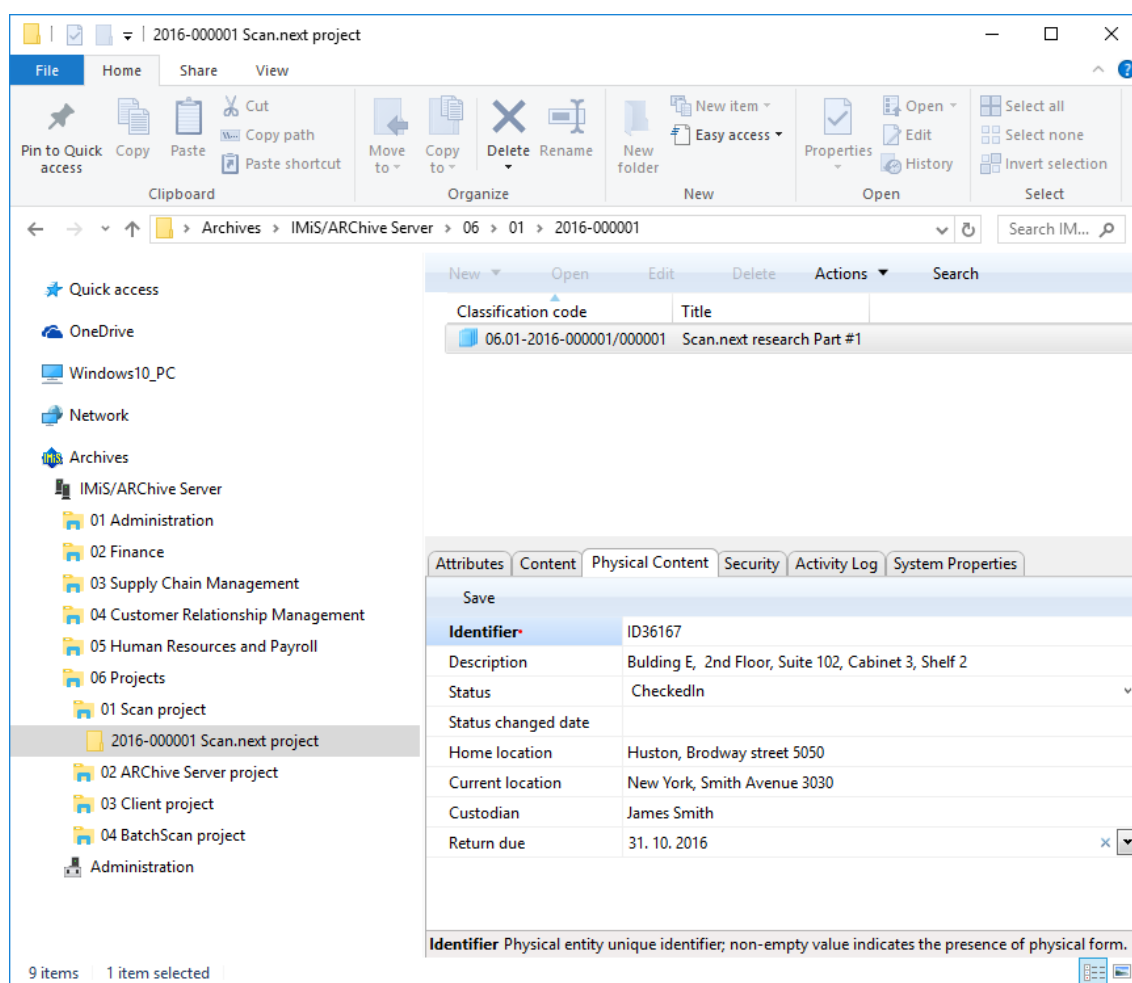 2016-000001 Scan.next project
File Home Share View
Pin to Quick access
Copy
Paste
Cut
Copy path
Paste shortcut
Clipboard
Move to
Copy to
Delete
Rename
Organize
New folder
New item
Easy access
New
Properties
Open
Edit
History
Open
Select all
Select none
Invert selection
Select
Archives > IMiS/ARChive Server > 06 > 01 > 2016-000001
Search IM...
Quick access
OneDrive
Windows10_PC
Network
Archives
IMiS/ARChive Server
01 Administration
02 Finance
03 Supply Chain Management
04 Customer Relationship Management
05 Human Resources and Payroll
06 Projects
01 Scan project
2016-000001 Scan.next project
02 ARChive Server project
03 Client project
04 BatchScan project
Administration
New Open Edit Delete Actions Search
Classification code Title
06.01-2016-000001/000001 Scan.next research Part #1
Attributes Content Physical Content Security Activity Log System Properties
Save
Identifier* ID36167
Description Bulding E, 2nd Floor, Suite 102, Cabinet 3, Shelf 2
Status CheckedIn
Status changed date
Home location Huston, Brodway street 5050
Current location New York, Smith Avenue 3030
Custodian James Smith
Return due 31. 10. 2016
Identifier Physical entity unique identifier; non-empty value indicates the presence of physical form.
9 items 1 item selected